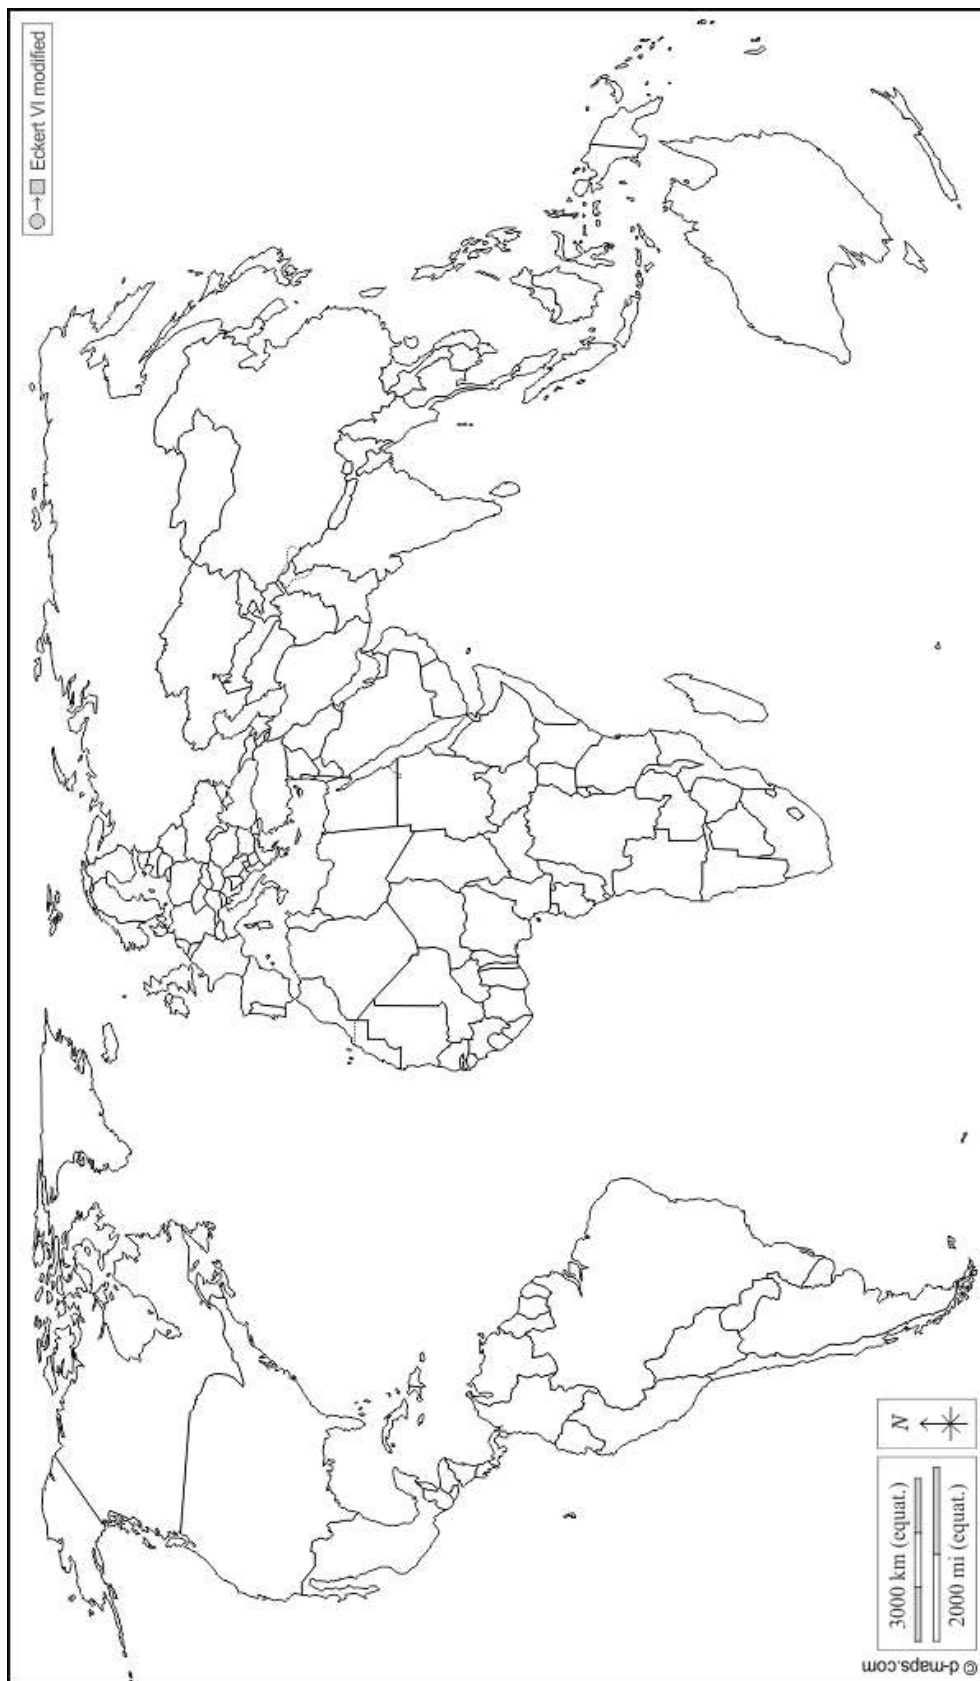 Eckert VI modified
N
3000 km (equat.)
2000 mi (equat.)
© d-maps.com